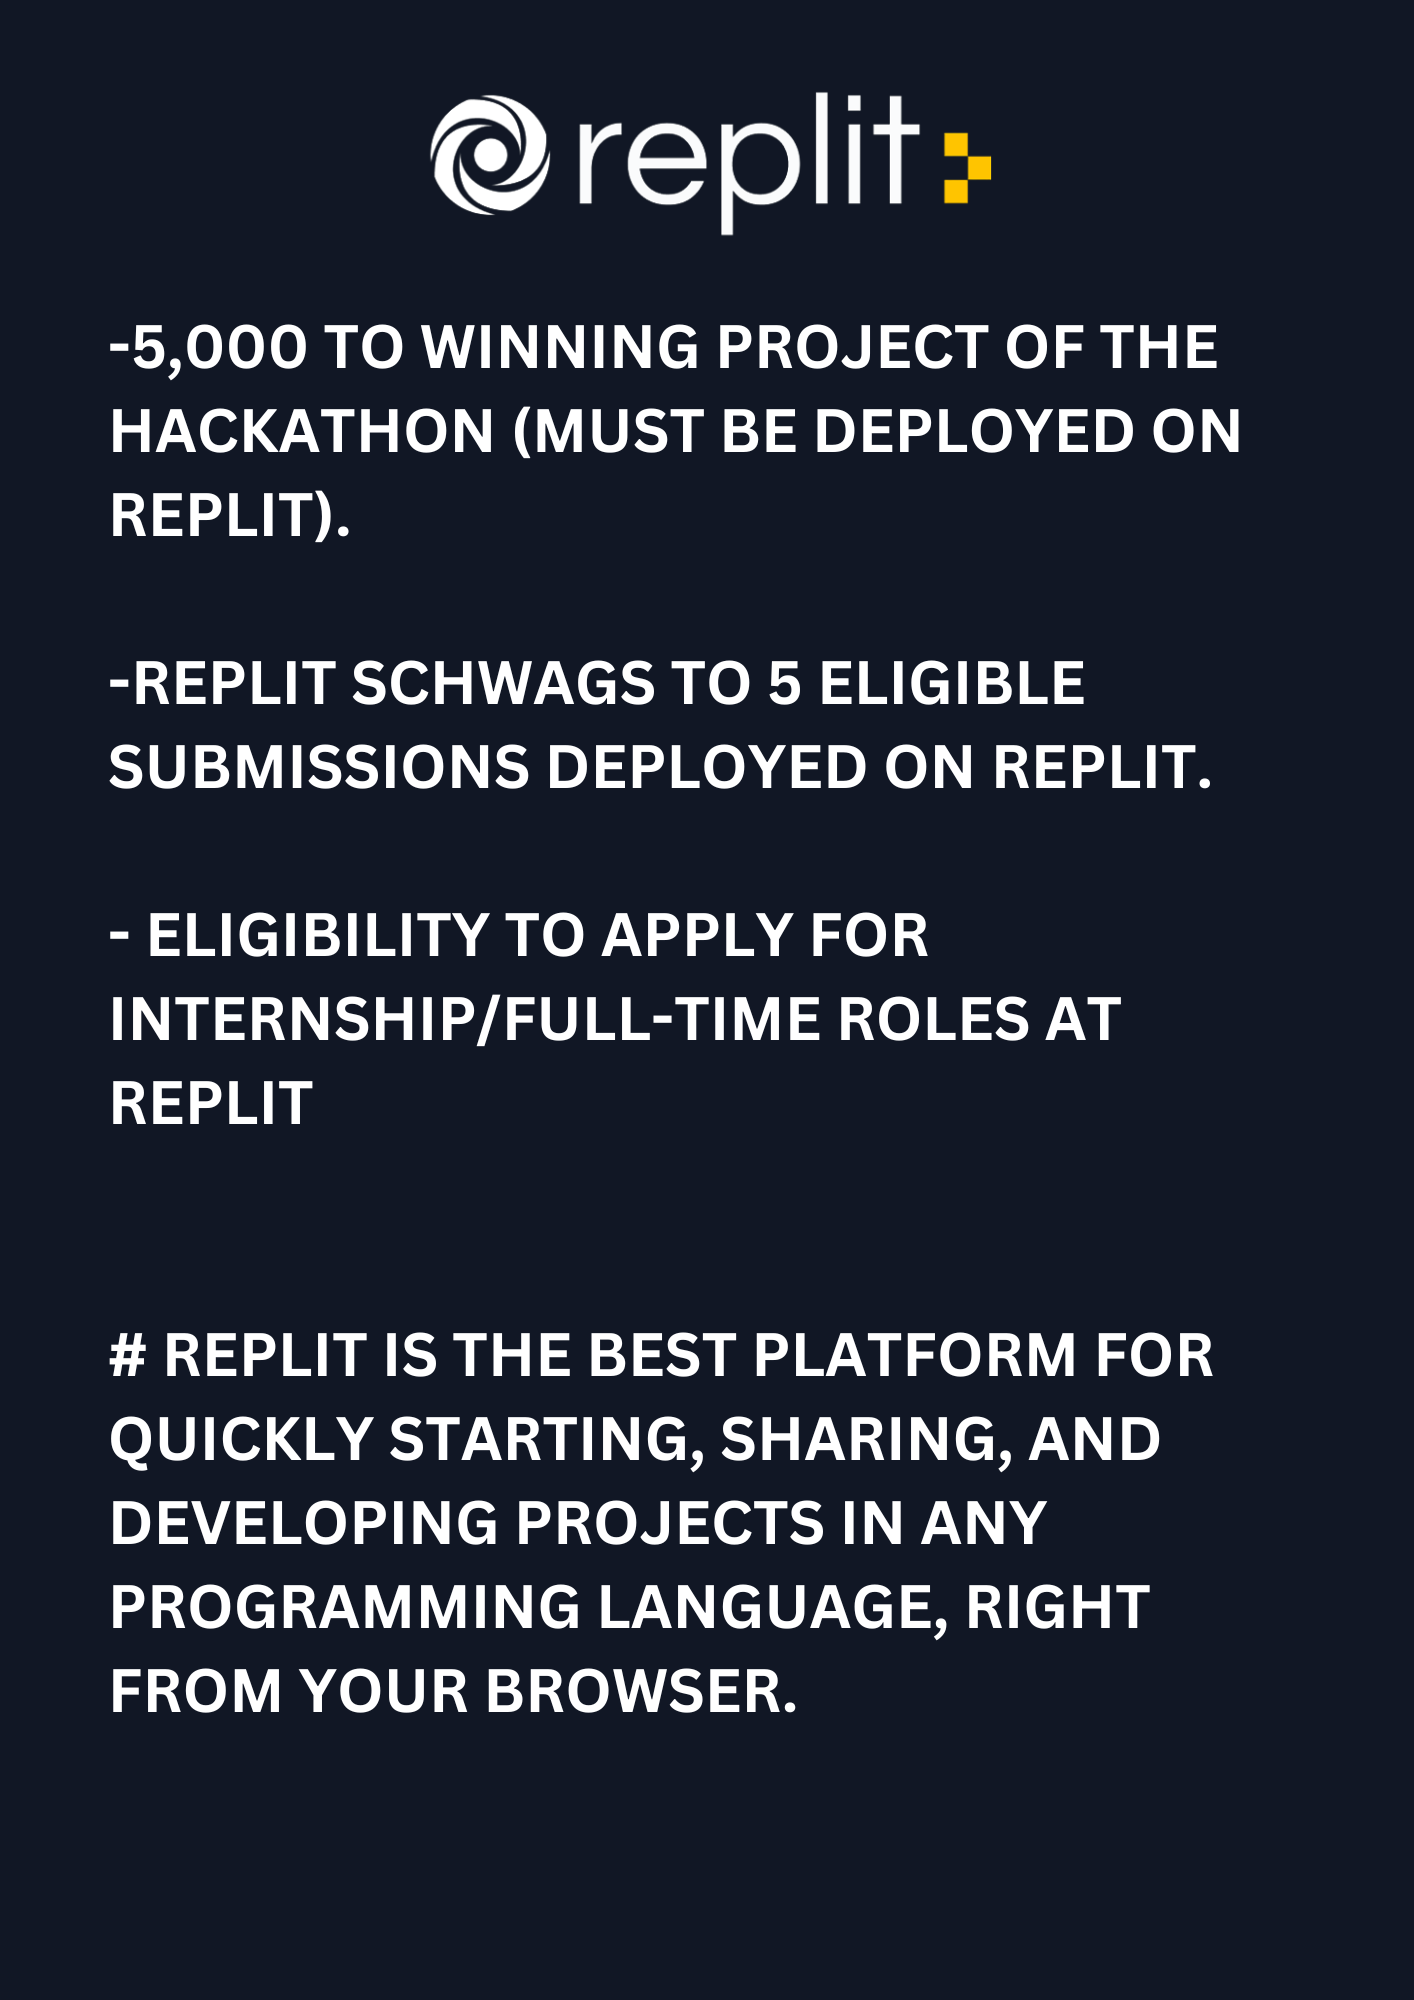 replit
-5,000 TO WINNING PROJECT OF THE
HACKATHON (MUST BE DEPLOYED ON
REPLIT).
-REPLIT SCHWAGS TO 5 ELIGIBLE
SUBMISSIONS DEPLOYED ON REPLIT.
- ELIGIBILITY TO APPLY FOR
INTERNSHIP/FULL-TIME ROLES AT
REPLIT
# REPLIT IS THE BEST PLATFORM FOR
QUICKLY STARTING, SHARING, AND
DEVELOPING PROJECTS IN ANY
PROGRAMMING LANGUAGE, RIGHT
FROM YOUR BROWSER.